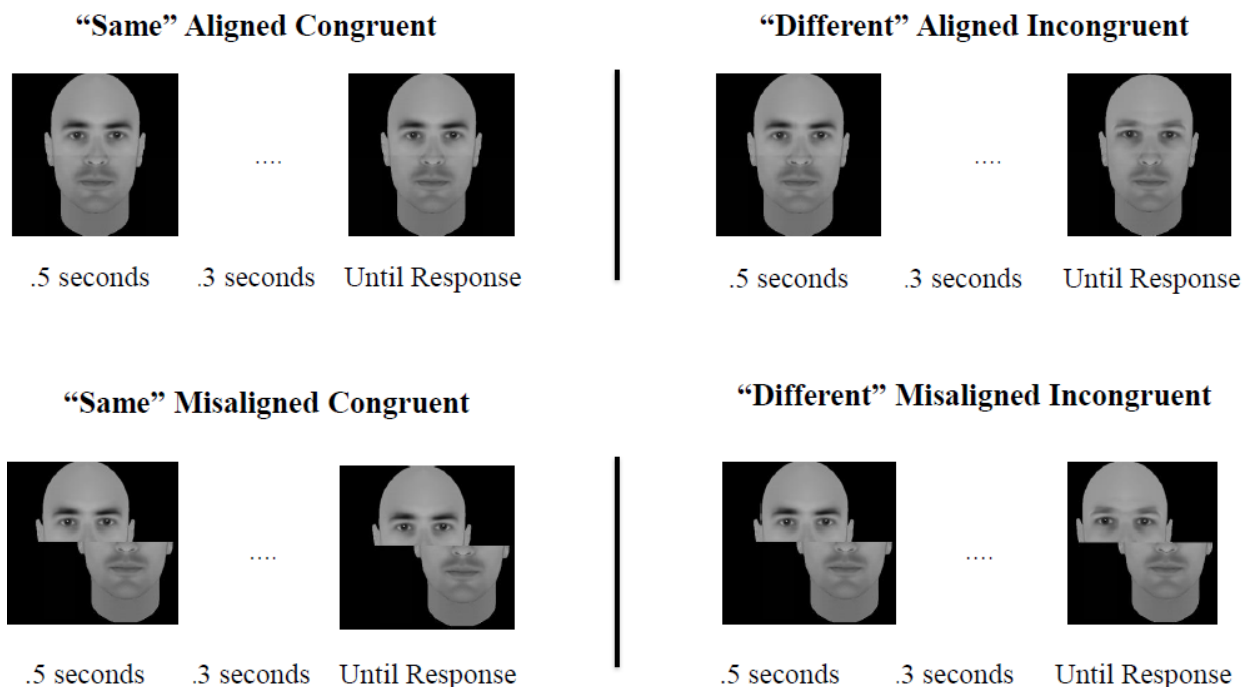 “Same” Aligned Congruent
....
.5 seconds .3 seconds Until Response
“Different” Aligned Incongruent
....
.5 seconds .3 seconds Until Response
“Same” Misaligned Congruent
....
.5 seconds .3 seconds Until Response
“Different” Misaligned Incongruent
....
.5 seconds .3 seconds Until Response